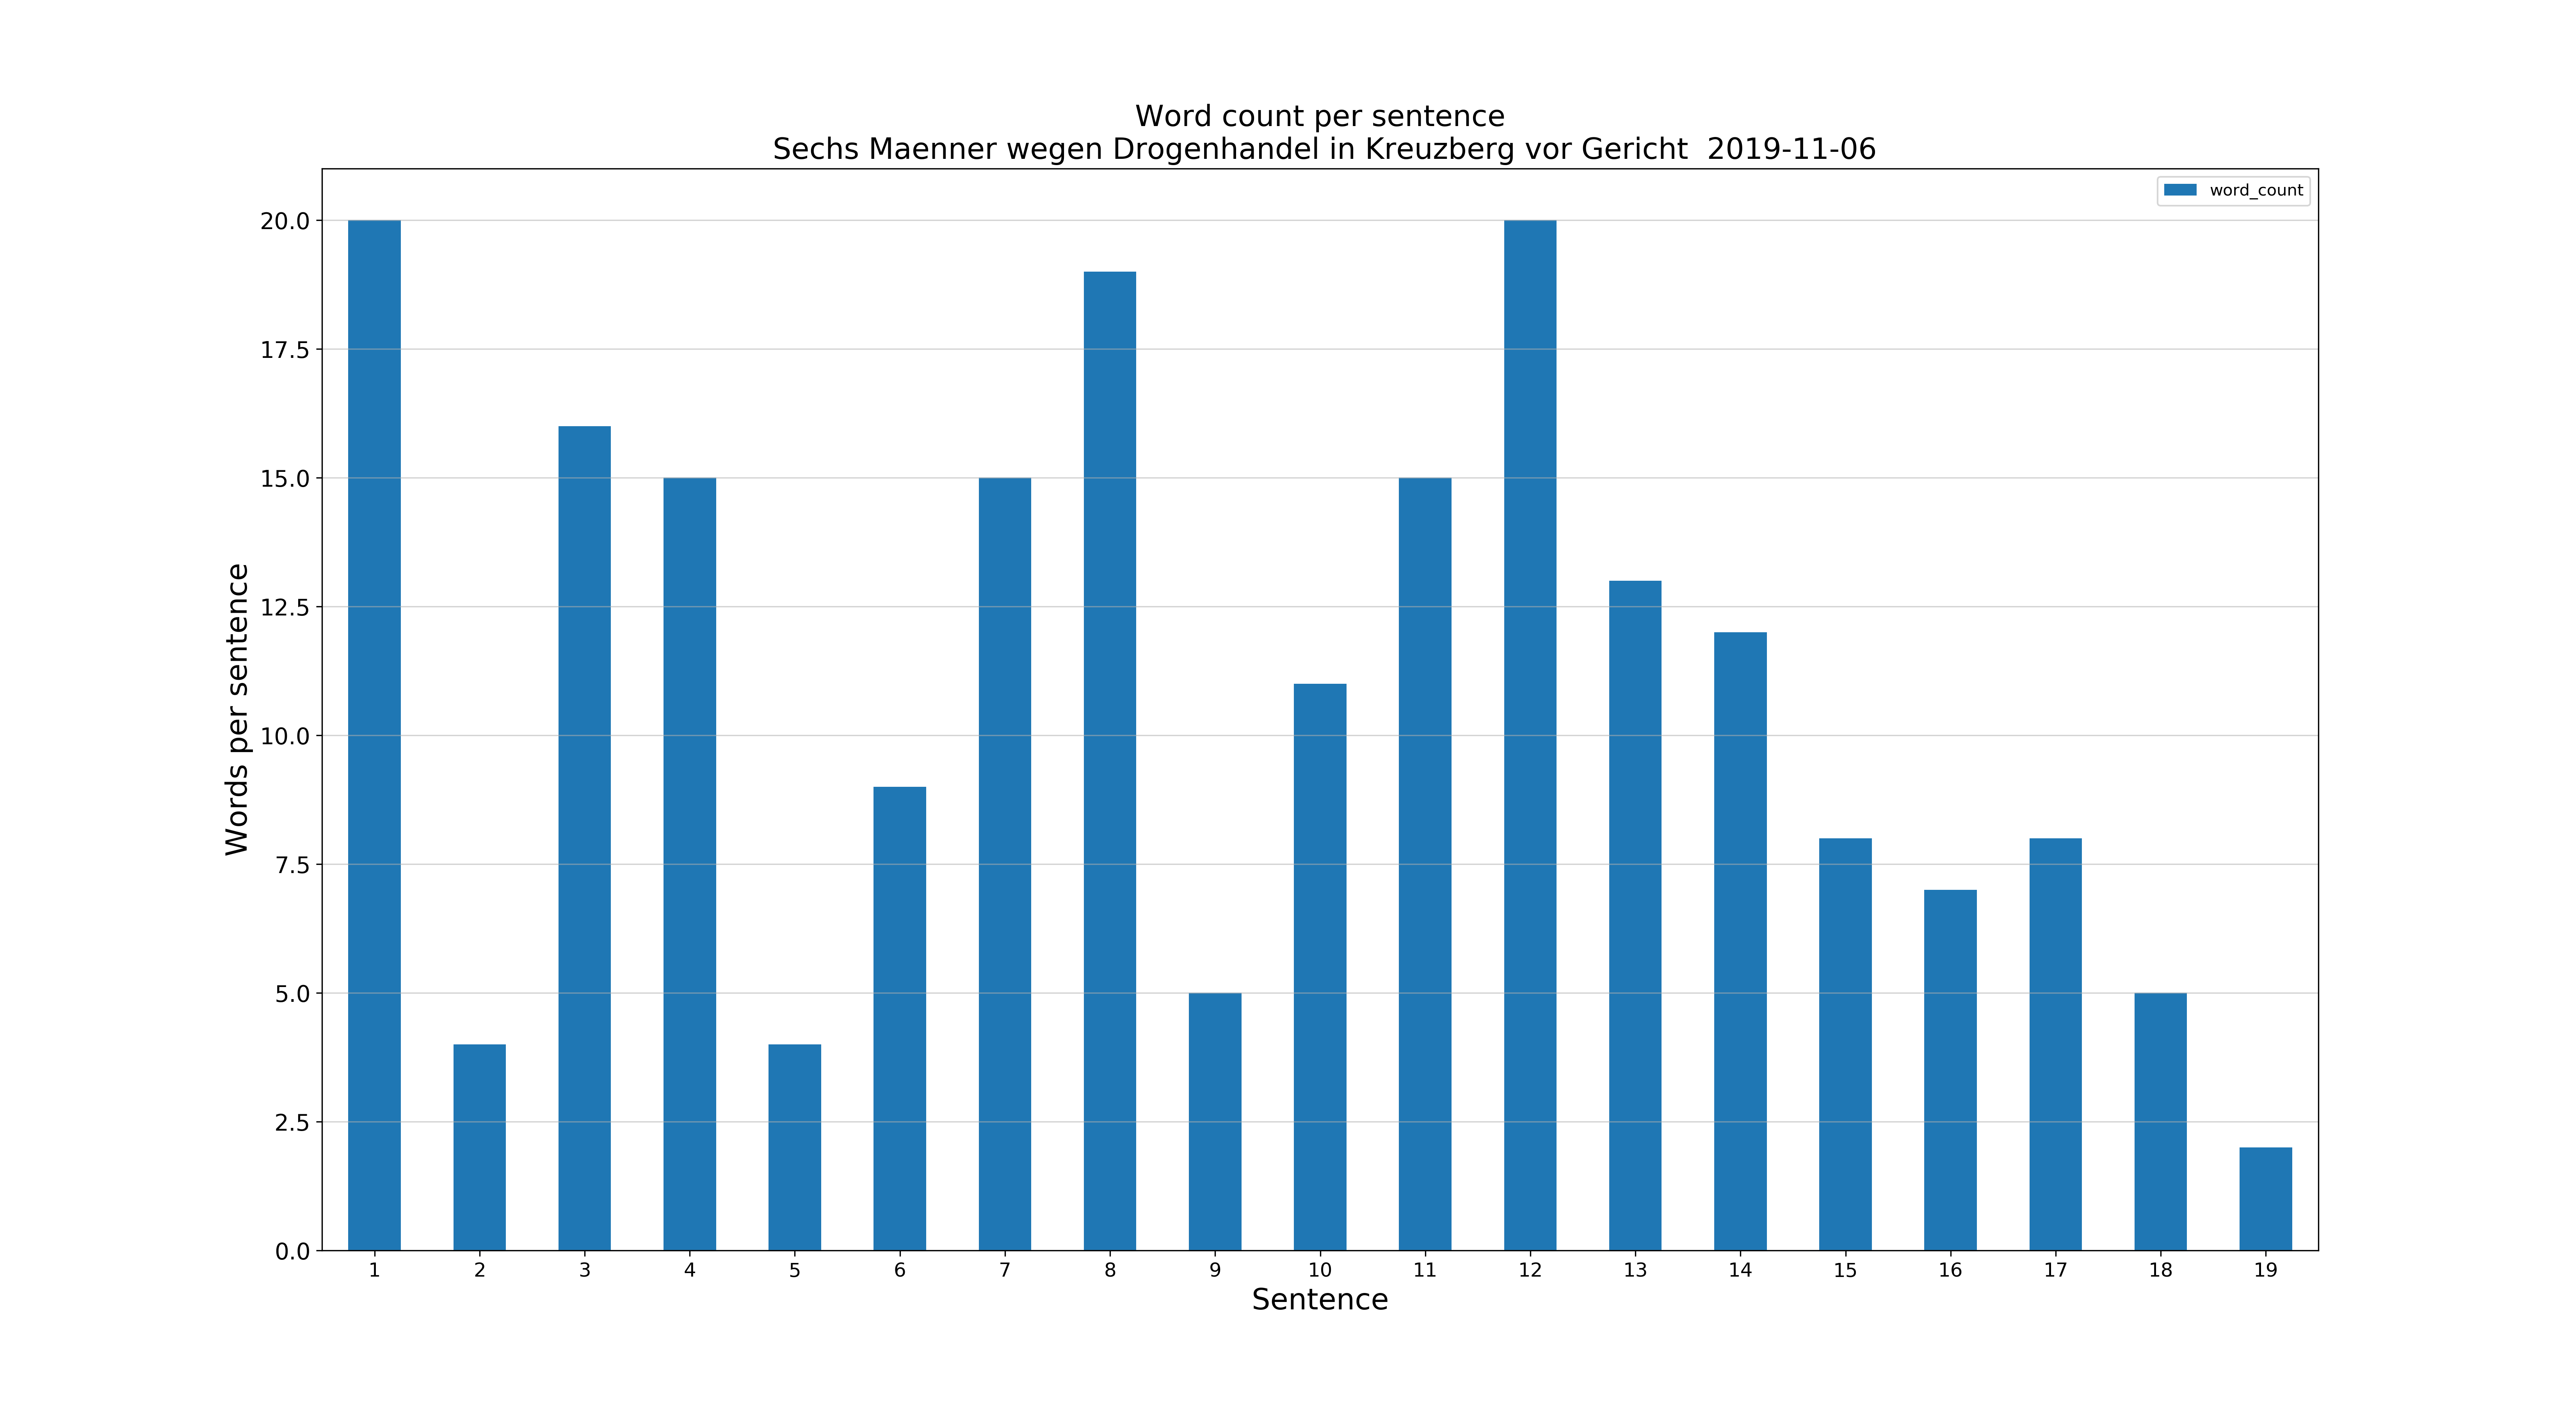 Word count per sentence
Sechs Maenner wegen Drogenhandel in Kreuzberg vor Gericht  2019-11-06
word_count
20.0
17.5
15.0
12.5
10.0
7.5
5.0
2.5
0.0
Words per sentence
1 2 3 4 5 6 7 8 9 10 11 12 13 14 15 16 17 18 19
Sentence